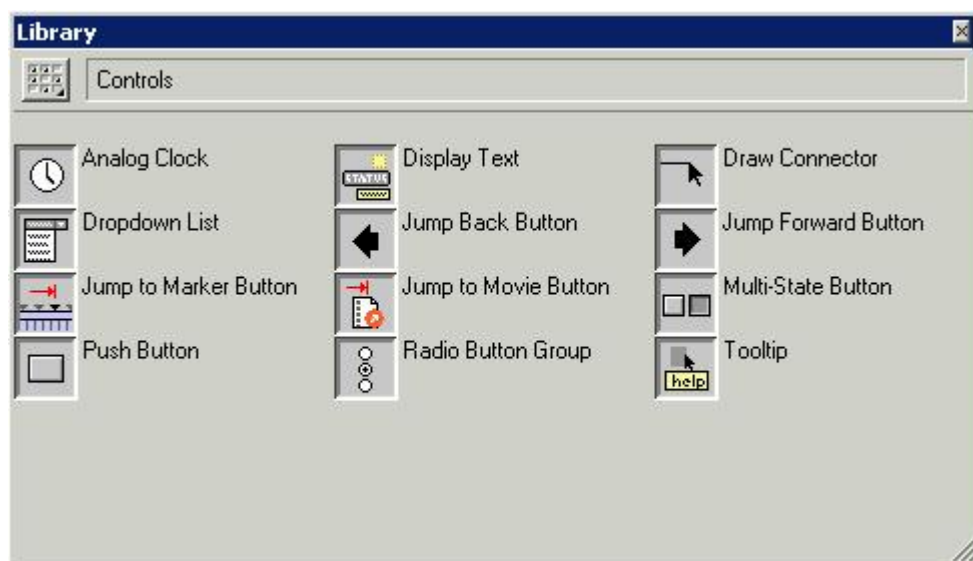 Library
Controls
Analog Clock
Display Text
STATUS
Draw Connector
Dropdown List
Jump Back Button
Jump Forward Button
Jump to Marker Button
Jump to Movie Button
Multi-State Button
Push Button
Radio Button Group
Tooltip
help